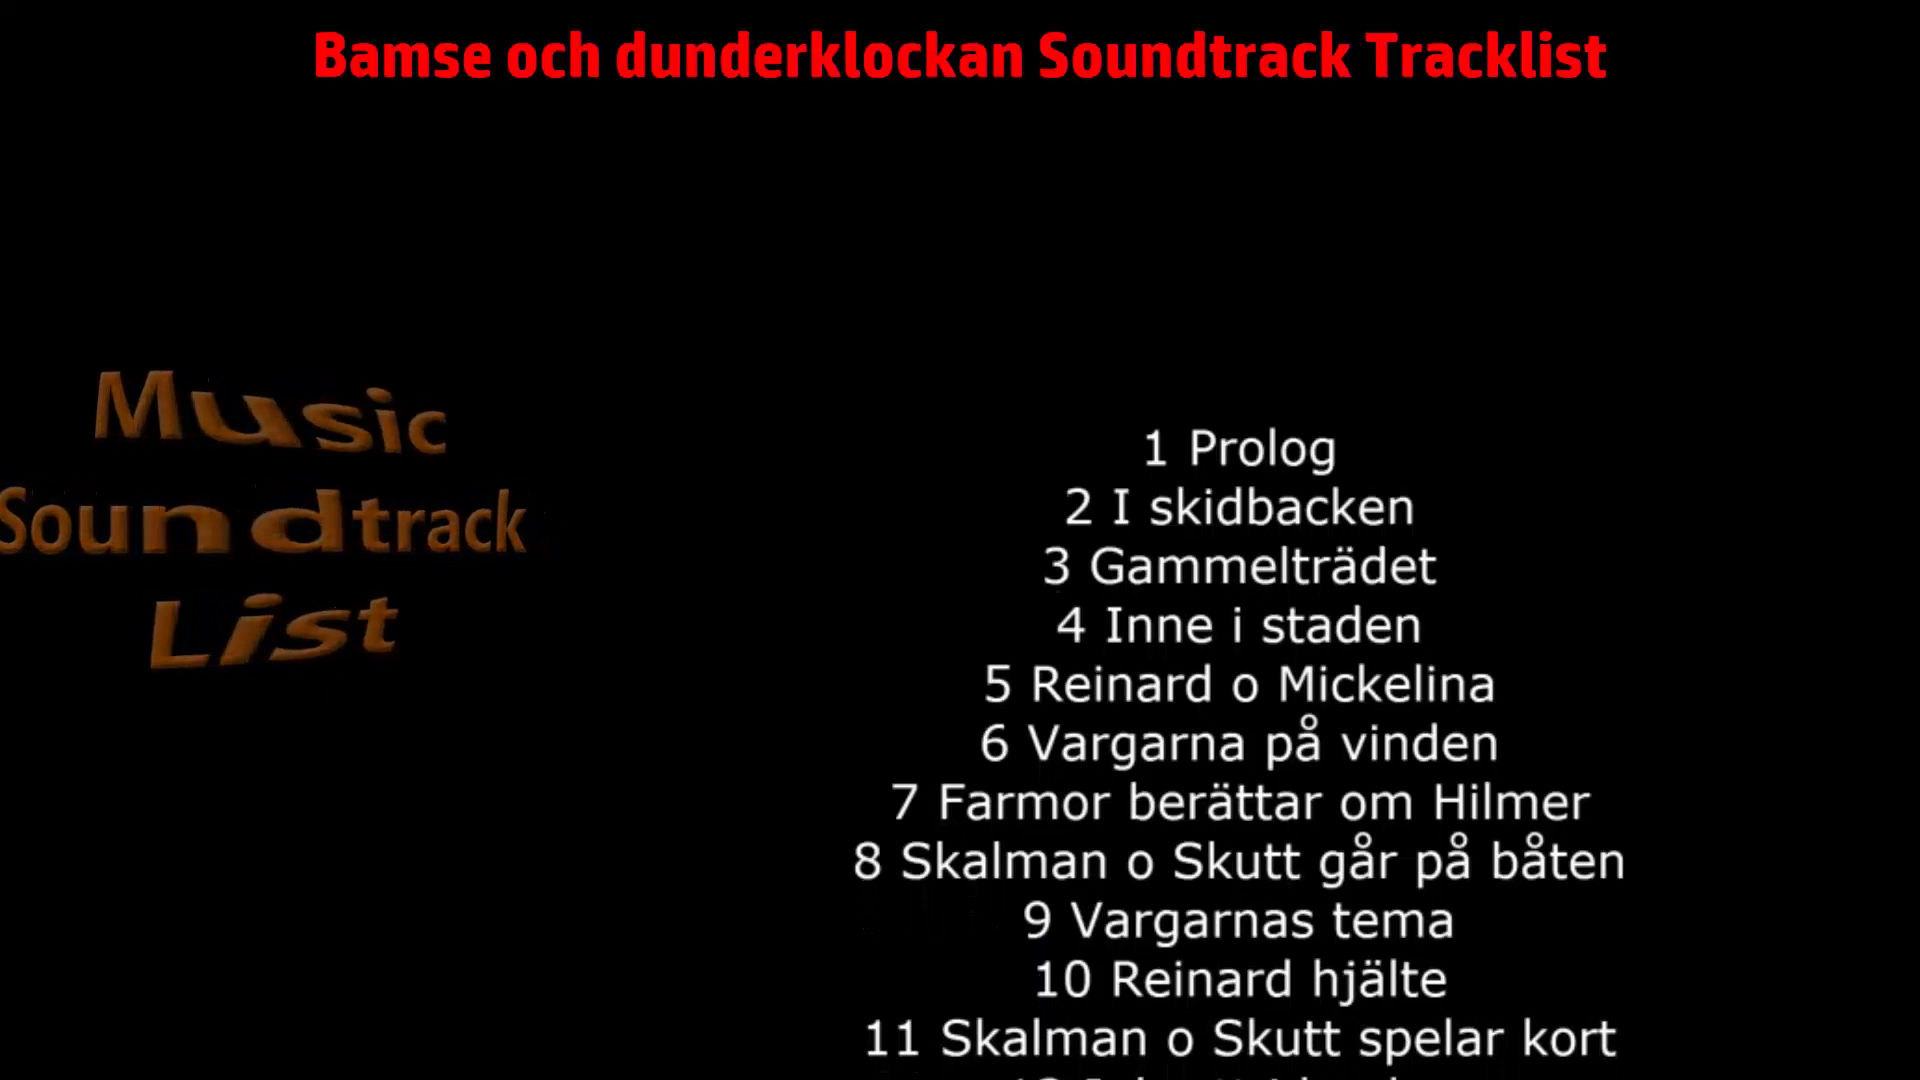 Bamse och dunderklockan Soundtrack Tracklist
Music
Soundtrack
List
1 Prolog
2 I skidbacken
3 Gammelträdet
4 Inne i staden
5 Reinard o Mickelina
6 Vargarna på vinden
7 Farmor berättar om Hilmer
8 Skalman o Skutt går på båten
9 Vargarnas tema
10 Reinard hjälte
11 Skalman o Skutt spelar kort